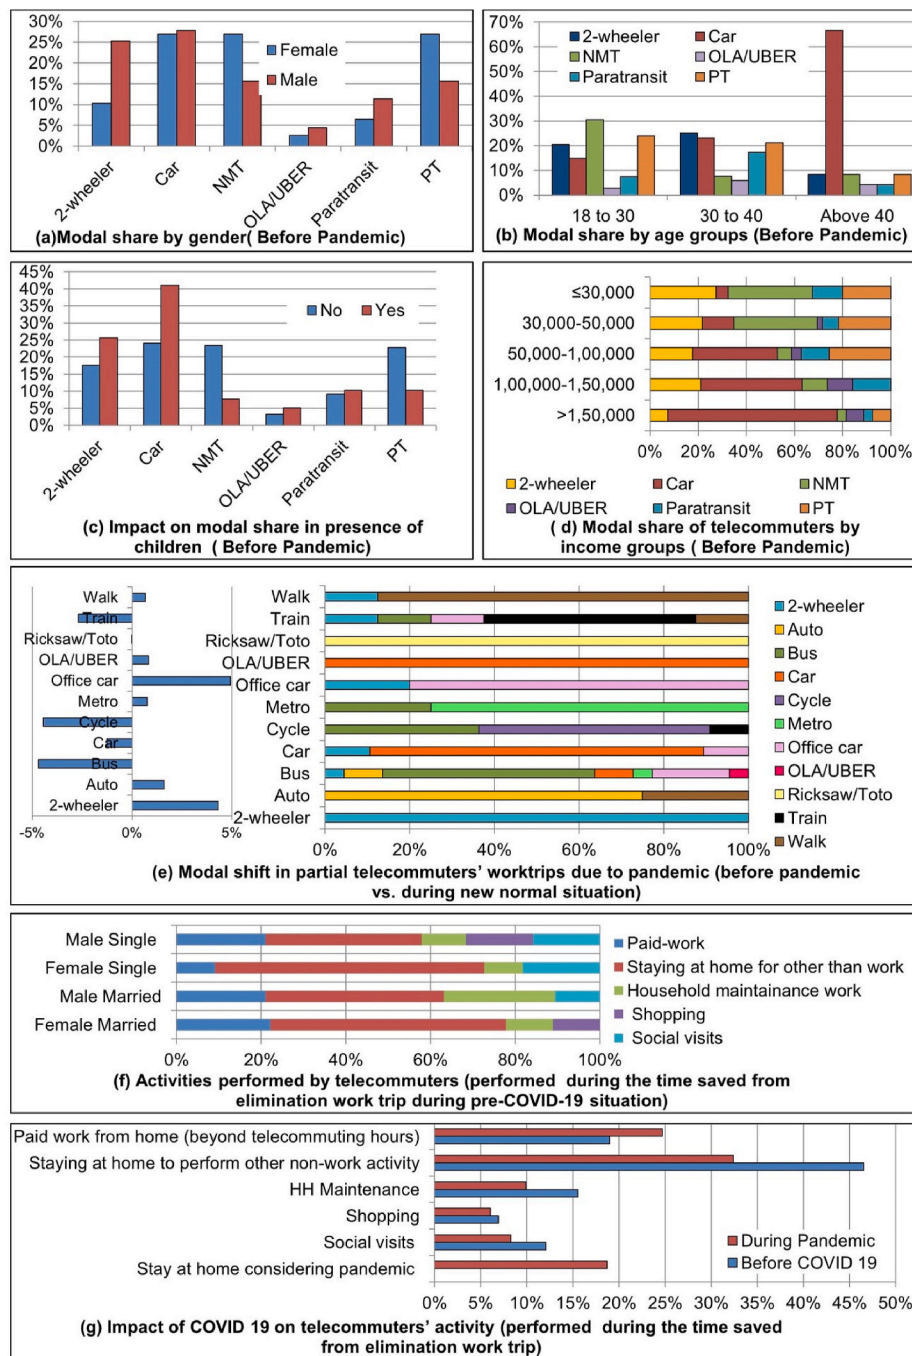 30%
25%
20%
15%
10%
5%
0%
Female
Male
2-wheeler
Car
NMT
OLA/UBER
Paratransit
PT
(a)Modal share by gender( Before Pandemic)
70%
60%
50%
40%
30%
20%
10%
0%
2-wheeler
Car
NMT
OLA/UBER
Paratransit
PT
18 to 30
30 to 40
Above 40
(b) Modal share by age groups (Before Pandemic)
45%
40%
35%
30%
25%
20%
15%
10%
5%
0%
No
Yes
2-wheeler
Car
NMT
OLA/UBER
Paratransit
PT
(c) Impact on modal share in presence of
children ( Before Pandemic)
≤30,000
30,000-50,000
50,000-1,00,000
1,00,000-1,50,000
>1,50,000
0% 20% 40% 60% 80% 100%
2-wheeler
Car
NMT
OLA/UBER
Paratransit
PT
( d) Modal share of telecommuters by
income groups ( Before Pandemic)
Walk
Train
Ricksaw/Toto
OLA/UBER
Office car
Metro
Cycle
Car
Bus
Auto
2-wheeler
-5% 0% 5%
Walk
Train
Ricksaw/Toto
OLA/UBER
Office car
Metro
Cycle
Car
Bus
Auto
2-wheeler
0% 20% 40% 60% 80% 100%
2-wheeler
Auto
Bus
Car
Cycle
Metro
Office car
OLA/UBER
Ricksaw/Toto
Train
Walk
(e) Modal shift in partial telecommuters' worktrips due to pandemic (before pandemic
vs. during new normal situation)
Male Single
Female Single
Male Married
Female Married
0% 20% 40% 60% 80% 100%
Paid-work
Staying at home for other than work
Household maintainance work
Shopping
Social visits
(f) Activities performed by telecommuters (performed during the time saved from
elimination work trip during pre-COVID-19 situation)
Paid work from home (beyond telecommuting hours)
Staying at home to perform other non-work activity
HH Maintenance
Shopping
Social visits
Stay at home considering pandemic
During Pandemic
Before COVID 19
0% 5% 10% 15% 20% 25% 30% 35% 40% 45% 50%
(g) Impact of COVID 19 on telecommuters' activity (performed during the time saved
from elimination work trip)